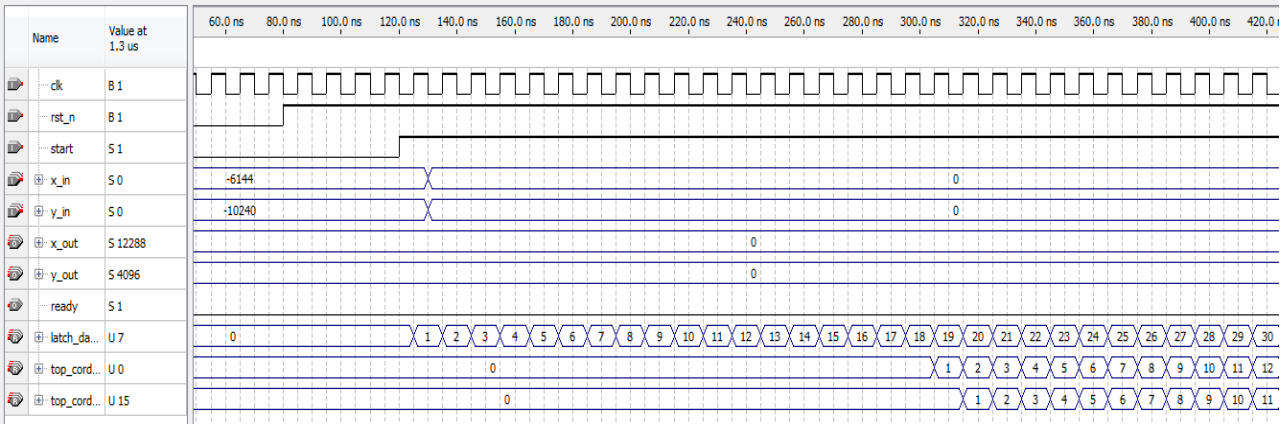 Name Value at 1.3 us 60.0 ns 80.0 ns 100.0 ns 120.0 ns 140.0 ns 160.0 ns 180.0 ns 200.0 ns 220.0 ns 240.0 ns 260.0 ns 280.0 ns 300.0 ns 320.0 ns 340.0 ns 360.0 ns 380.0 ns 400.0 ns 420.0 n
clk B 1
rst_n B 1
start S 1
x_in S 0 -6144 0
y_in S 0 -10240 0
x_out S 12288 0
y_out S 4096 0
ready S 1
latch_da... U 7 0 1 2 3 4 5 6 7 8 9 10 11 12 13 14 15 16 17 18 19 20 21 22 23 24 25 26 27 28 29 30
top_cord... U 0 0 1 2 3 4 5 6 7 8 9 10 11 12
top_cord... U 15 0 1 2 3 4 5 6 7 8 9 10 11